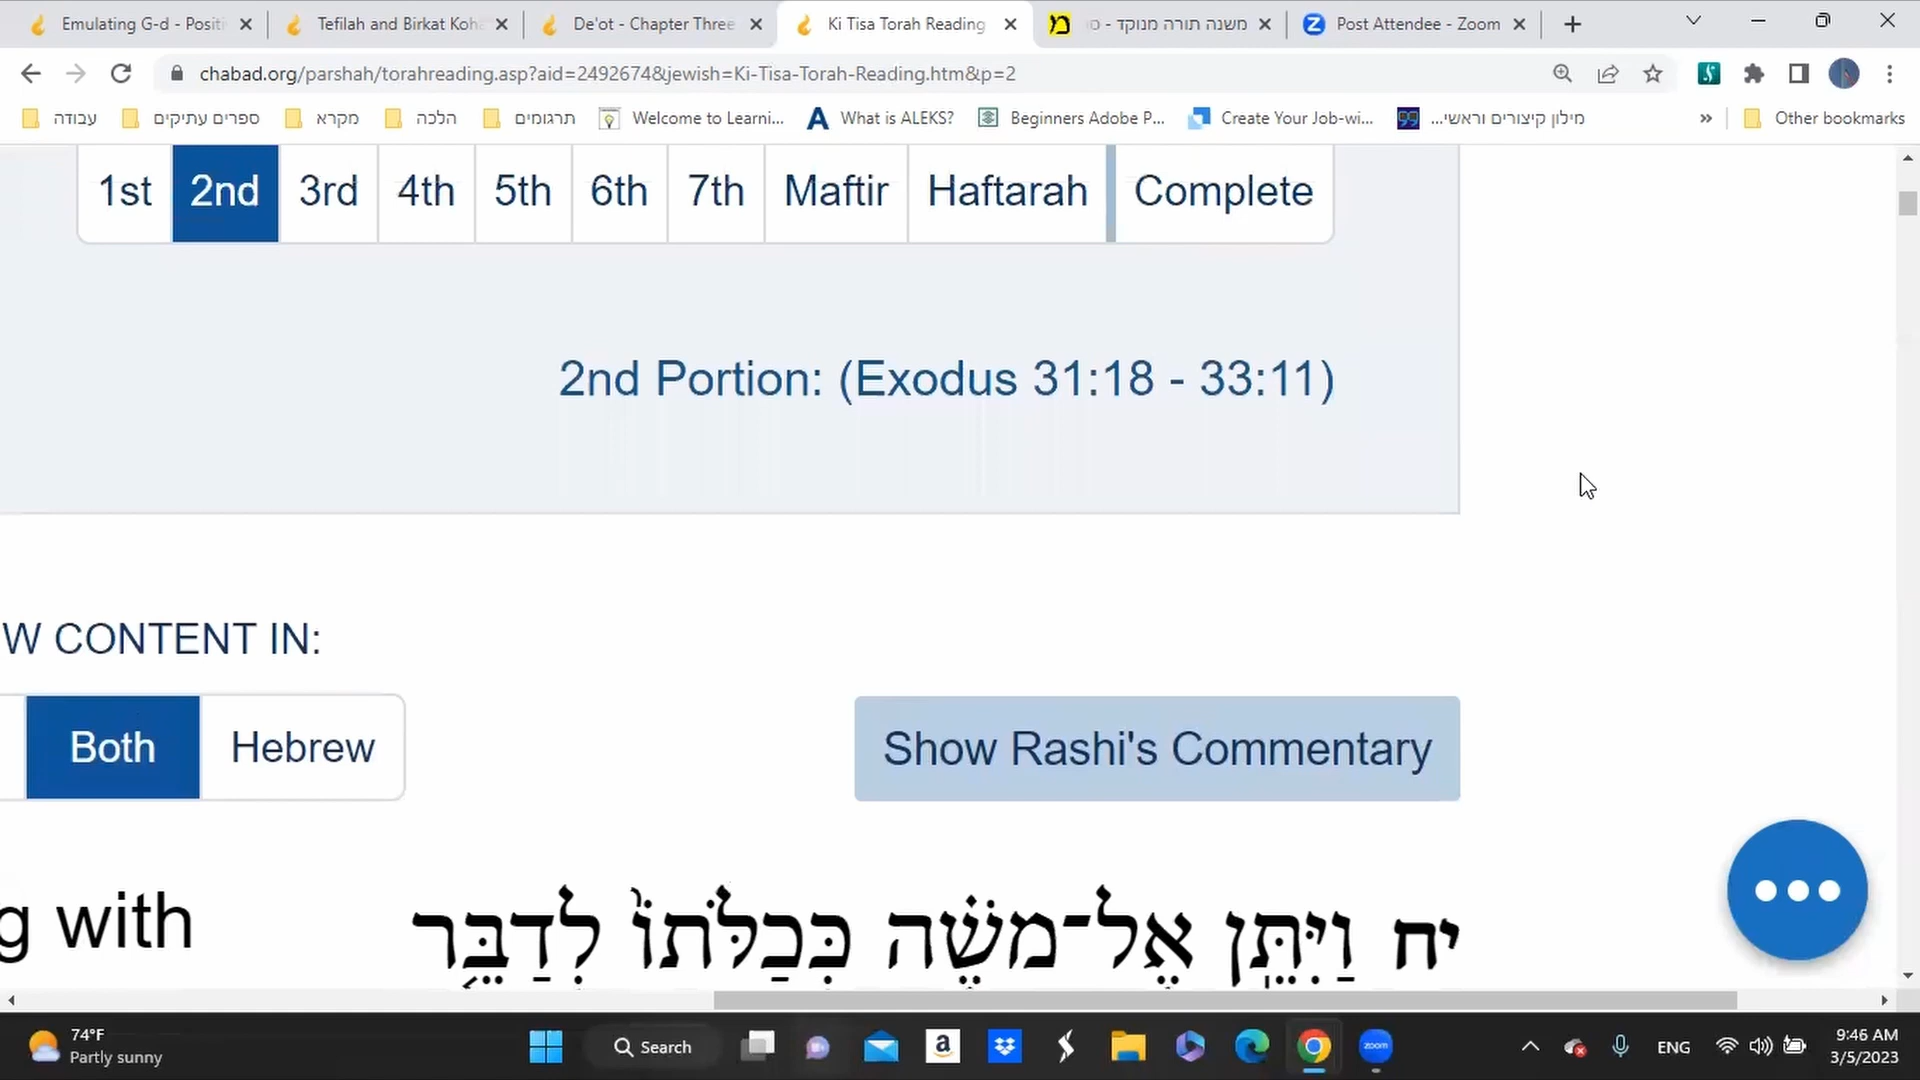 Emulating G-d - Positi
Tefilah and Birkat Koha
De'ot - Chapter Three
Ki Tisa Torah Reading
משנה תורה מנוקד - ס
Post Attendee - Zoom
chabad.org/parshah/torahreading.asp?aid=2492674&jewish=Ki-Tisa-Torah-Reading.htm&p=2
עבודה
ספרים עתיקים
מקרא
הלכה
תרגומים
Welcome to Learni...
What is ALEKS?
Beginners Adobe P...
Create Your Job-wi...
מילון קיצורים וראשי...
Other bookmarks
1st 2nd 3rd 4th 5th 6th 7th Maftir Haftarah Complete
2nd Portion: (Exodus 31:18 - 33:11)
W CONTENT IN:
Both Hebrew
Show Rashi's Commentary
g with
יח וַיִּתֵּ֣ן אֶל־משֶׁ֗ה כְּכַלֹּתוֹ֙ לְדַבֵּ֤ר
74°F
Partly sunny
Search
zoom
ENG
9:46 AM
3/5/2023